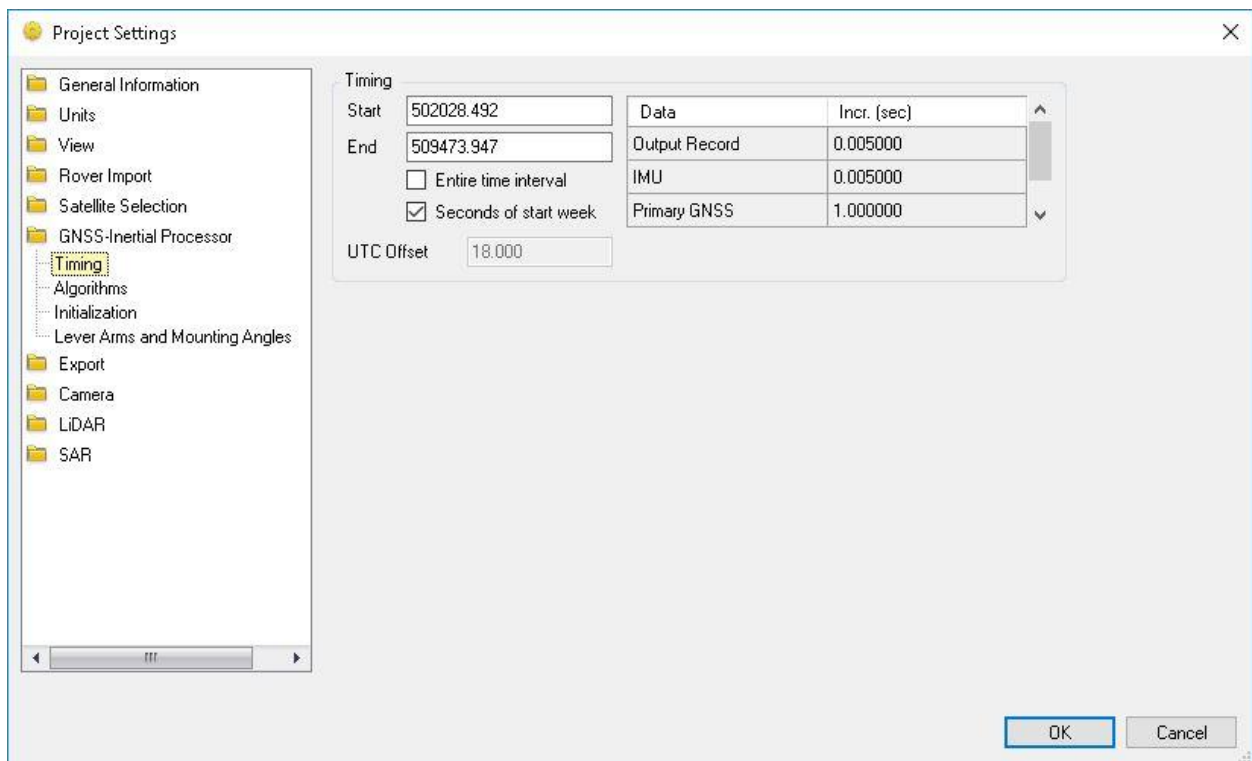 Project Settings
General Information
Units
View
Rover Import
Satellite Selection
GNSS-Inertial Processor
Timing
Algorithms
Initialization
Lever Arms and Mounting Angles
Export
Camera
LiDAR
SAR
Timing
Start 502028.492
End 509473.947
Entire time interval
Seconds of start week
UTC Offset 18.000
Data Incr. (sec)
Output Record 0.005000
IMU 0.005000
Primary GNSS 1.000000
OK Cancel